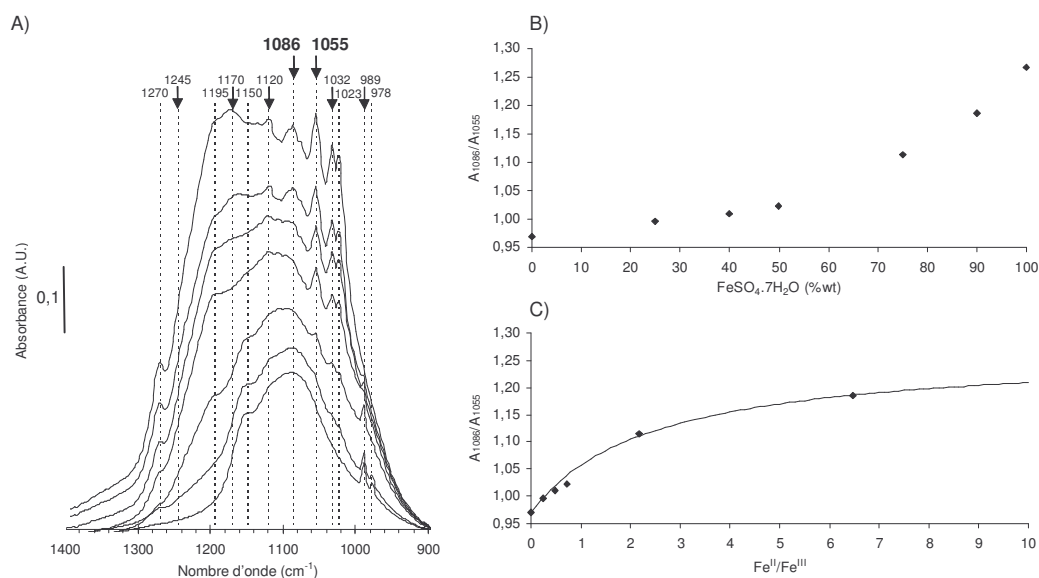 A)
1086 1055
1245 1170 1120 1032 989
1270 1195 1150 1023 978
Absorbance (A.U.)
0,1
1400 1300 1200 1100 1000 900
Nombre d'onde (cm⁻¹)
B)
1,30
1,25
1,20
1,15
1,10
1,05
1,00
0,95
A1086/A1055
0 10 20 30 40 50 60 70 80 90 100
FeSO4.7H2O (%wt)
C)
1,30
1,25
1,20
1,15
1,10
1,05
1,00
0,95
A1086/A1055
0 1 2 3 4 5 6 7 8 9 10
Feᴵᴵ/Feᴵᴵᴵ